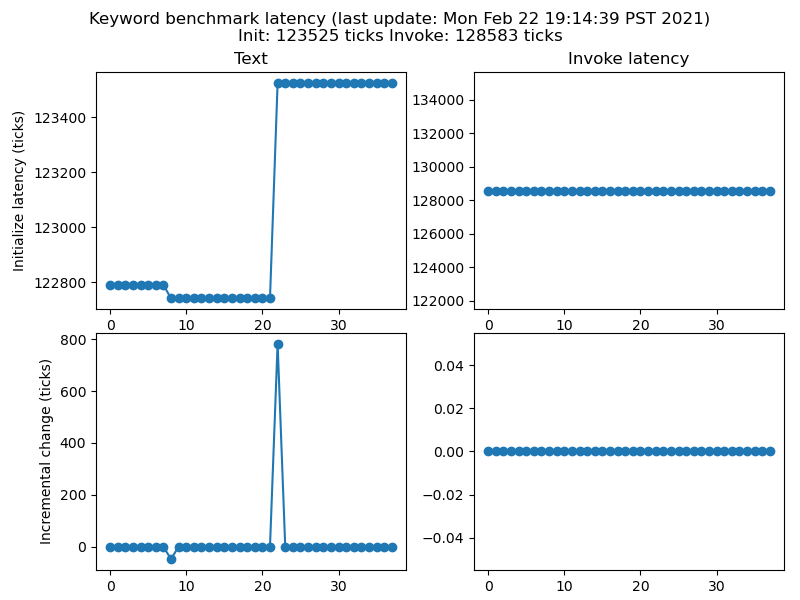 Keyword benchmark latency (last update: Mon Feb 22 19:14:39 PST 2021)
Init: 123525 ticks Invoke: 128583 ticks
Text
Initialize latency (ticks)
123400
123200
123000
122800
0 10 20 30
Invoke latency
134000
132000
130000
128000
126000
124000
122000
0 10 20 30
Incremental change (ticks)
800
600
400
200
0
0 10 20 30
0.04
0.02
0.00
−0.02
−0.04
0 10 20 30